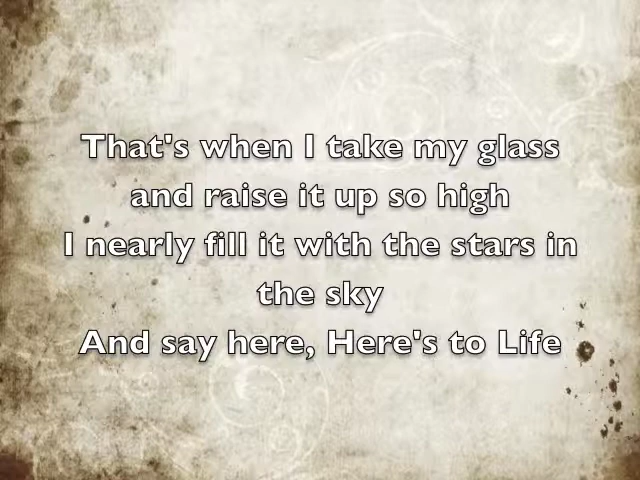 That's when I take my glass
and raise it up so high
I nearly fill it with the stars in
the sky
And say here, Here's to Life